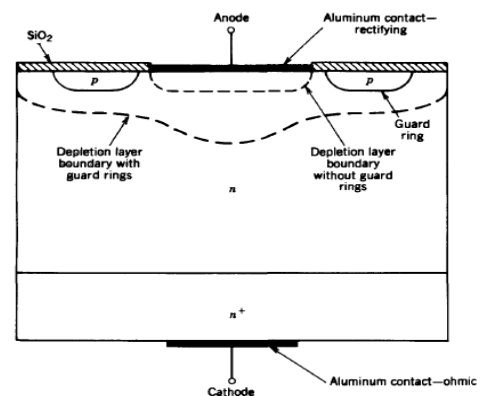 Anode
Aluminum contact—
rectifying
SiO₂
p
p
Guard
ring
Depletion layer
boundary with
guard rings
Depletion layer
boundary
without guard
rings
n
n⁺
Cathode
Aluminum contact—ohmic